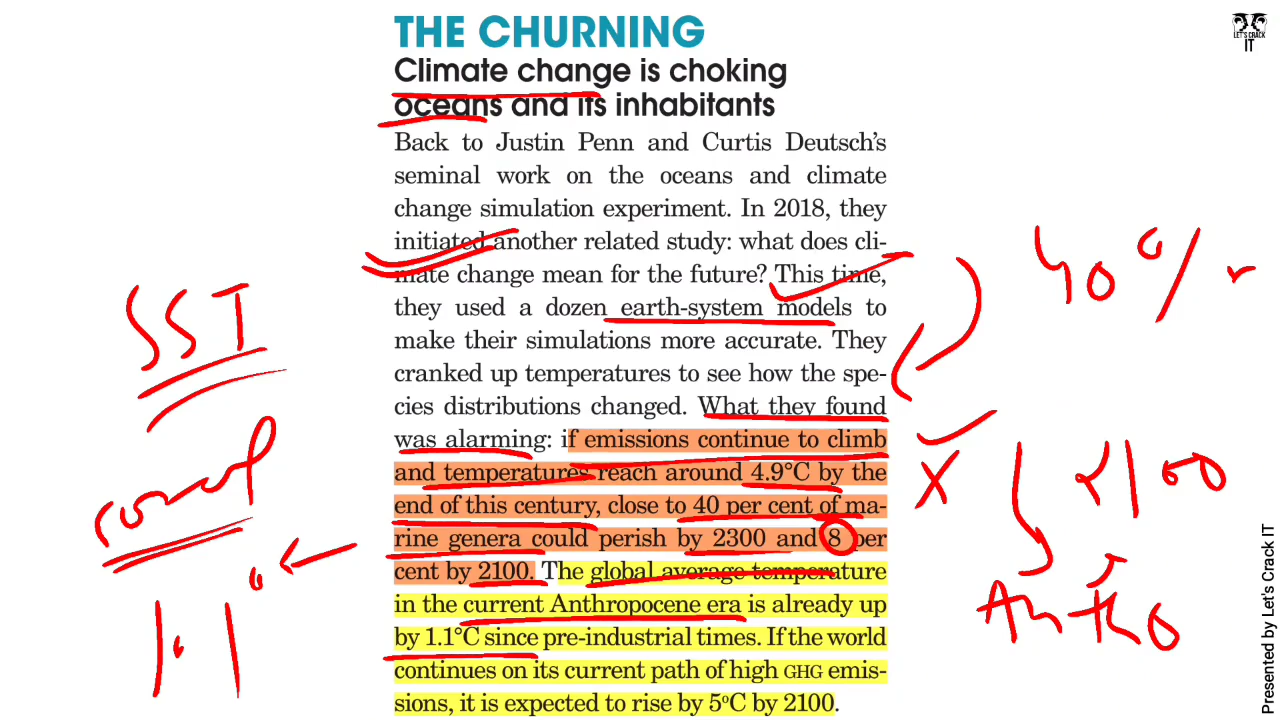 THE CHURNING
Climate change is choking
oceans and its inhabitants
Back to Justin Penn and Curtis Deutsch's
seminal work on the oceans and climate
change simulation experiment. In 2018, they
initiated another related study: what does cli-
mate change mean for the future? This time,
they used a dozen earth-system models to
make their simulations more accurate. They
cranked up temperatures to see how the spe-
cies distributions changed. What they found
was alarming: if emissions continue to climb
and temperatures reach around 4.9°C by the
end of this century, close to 40 per cent of ma-
rine genera could perish by 2300 and 8 per
cent by 2100. The global average temperature
in the current Anthropocene era is already up
by 1.1°C since pre-industrial times. If the world
continues on its current path of high GHG emis-
sions, it is expected to rise by 5°C by 2100.
SST
1.1°
40%
2100
Antho
LET'S CRACK
IT
Presented by Let's Crack IT